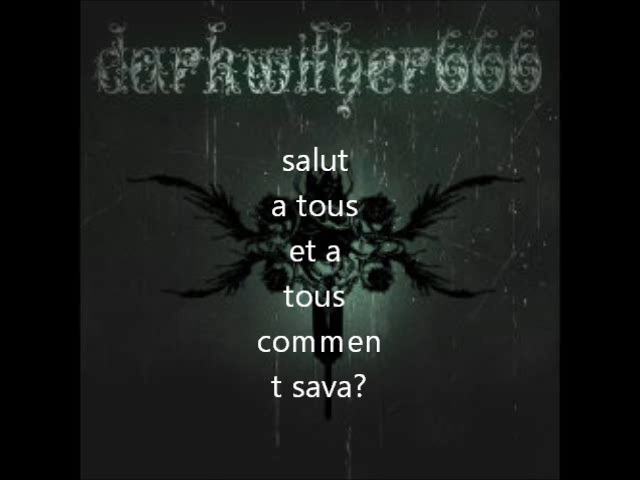 darkwither666
salut
a tous
et a
tous
commen
t sava?